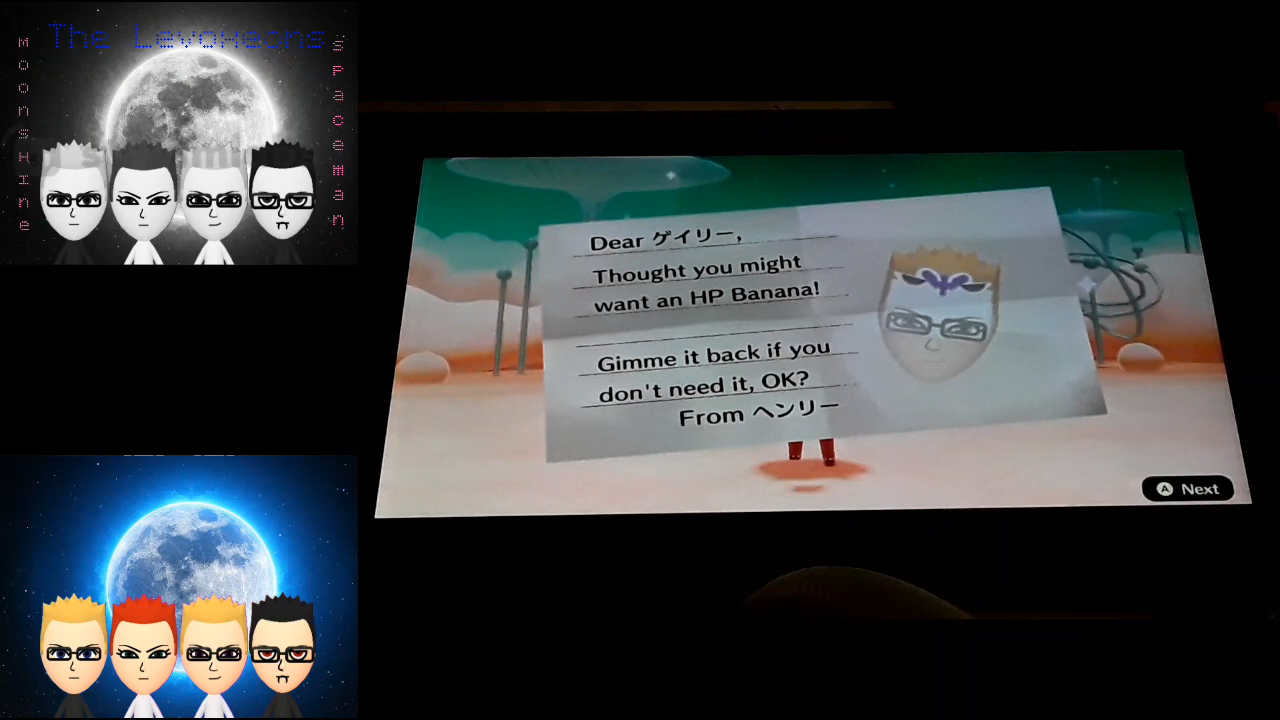 The Levaxeons
Moonshine
Spaceman
Dear ゲイリー,
Thought you might
want an HP Banana!
Gimme it back if you
don't need it, OK?
From ヘンリー
A Next